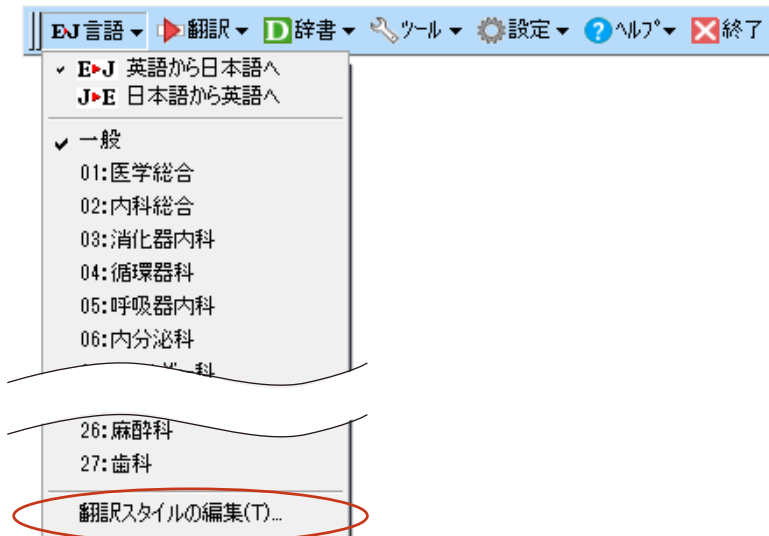 EJ 言語 翻訳 D 辞書 ツール 設定 ? ヘルプ 終了
E▸J 英語から日本語へ
J▸E 日本語から英語へ
一般
01:医学総合
02:内科総合
03:消化器内科
04:循環器科
05:呼吸器内科
06:内分泌科
科
26:麻酔科
27:歯科
翻訳スタイルの編集(T)...